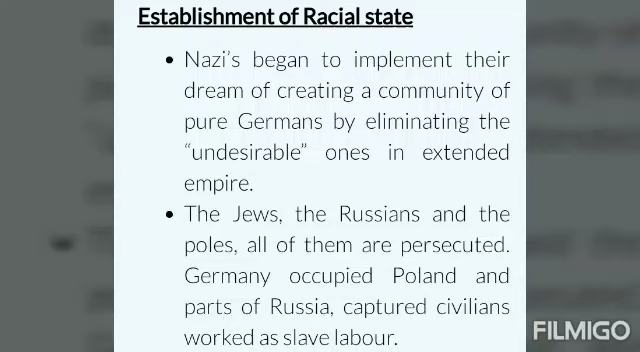 Establishment of Racial state
• Nazi's began to implement their
dream of creating a community of
pure Germans by eliminating the
"undesirable" ones in extended
empire.
• The Jews, the Russians and the
poles, all of them are persecuted.
Germany occupied Poland and
parts of Russia, captured civilians
worked as slave labour.
FILMIGO